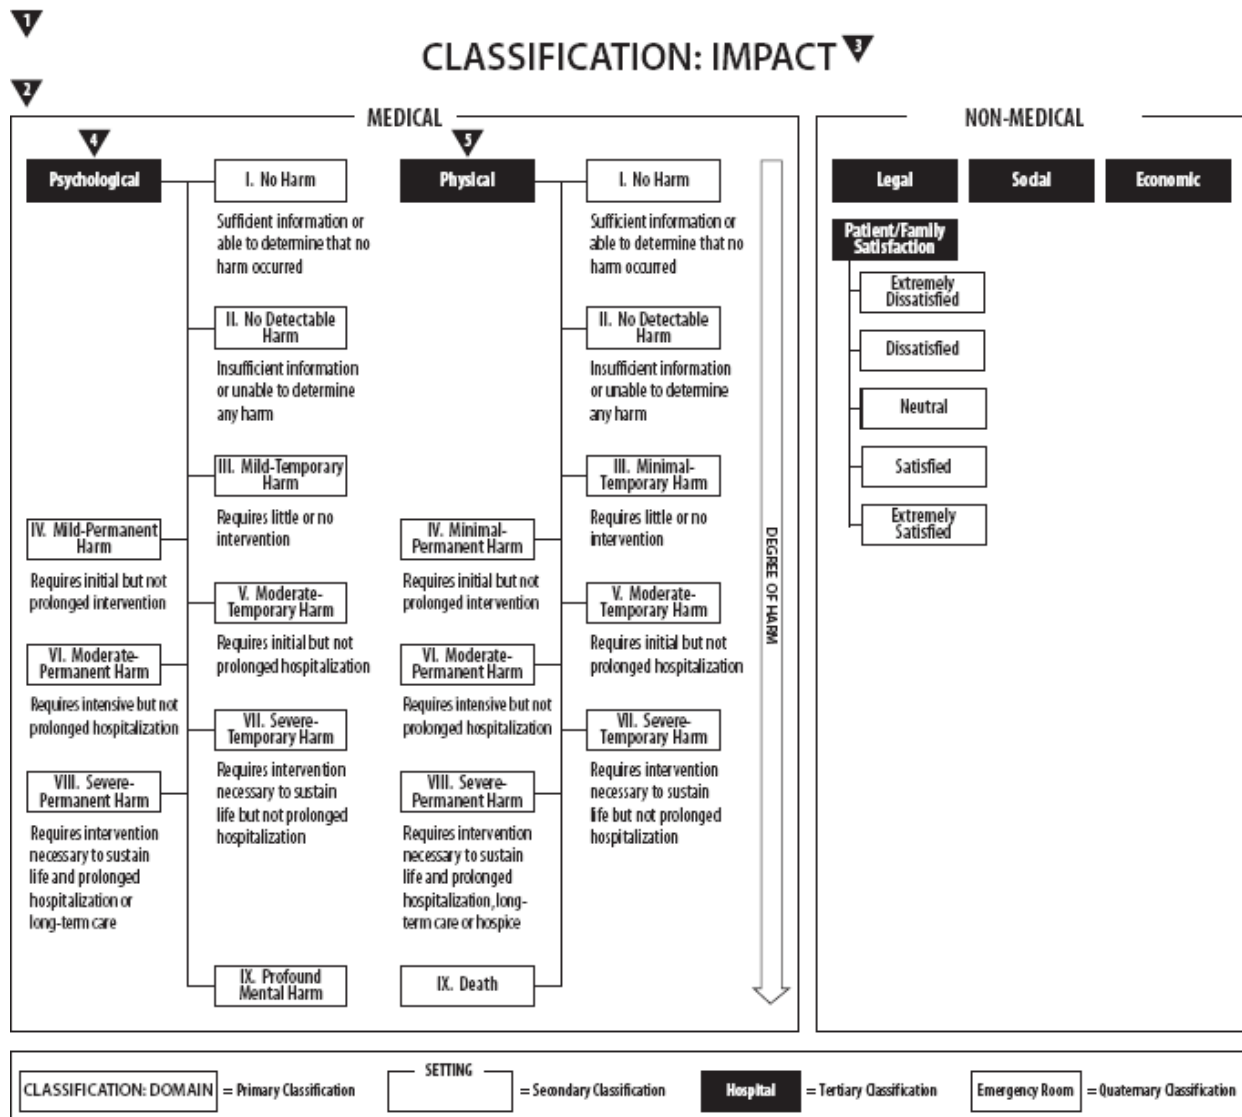 1
CLASSIFICATION: IMPACT
3
2
MEDICAL
4
Psychological
I. No Harm
Sufficient information or
able to determine that no
harm occurred
II. No Detectable
Harm
Insufficient information
or unable to determine
any harm
III. Mild-Temporary
Harm
Requires little or no
intervention
IV. Mild-Permanent
Harm
Requires initial but not
prolonged intervention
V. Moderate-
Temporary Harm
Requires initial but not
prolonged hospitalization
VI. Moderate-
Permanent Harm
Requires intensive but not
prolonged hospitalization
VII. Severe-
Temporary Harm
Requires intervention
necessary to sustain
life but not prolonged
hospitalization
VIII. Severe-
Permanent Harm
Requires intervention
necessary to sustain
life and prolonged
hospitalization or
long-term care
IX. Profound
Mental Harm
5
Physical
I. No Harm
Sufficient information or
able to determine that no
harm occurred
II. No Detectable
Harm
Insufficient information
or unable to determine
any harm
III. Minimal-
Temporary Harm
Requires little or no
intervention
IV. Minimal-
Permanent Harm
Requires initial but not
prolonged intervention
V. Moderate-
Temporary Harm
Requires initial but not
prolonged hospitalization
VI. Moderate-
Permanent Harm
Requires intensive but not
prolonged hospitalization
VII. Severe-
Temporary Harm
Requires intervention
necessary to sustain
life but not prolonged
hospitalization
VIII. Severe-
Permanent Harm
Requires intervention
necessary to sustain
life and prolonged
hospitalization, long-
term care or hospice
IX. Death
DEGREE OF HARM
NON-MEDICAL
Legal
Social
Economic
Patient/Family
Satisfaction
Extremely
Dissatisfied
Dissatisfied
Neutral
Satisfied
Extremely
Satisfied
CLASSIFICATION: DOMAIN = Primary Classification
SETTING
= Secondary Classification
Hospital = Tertiary Classification
Emergency Room = Quaternary Classification